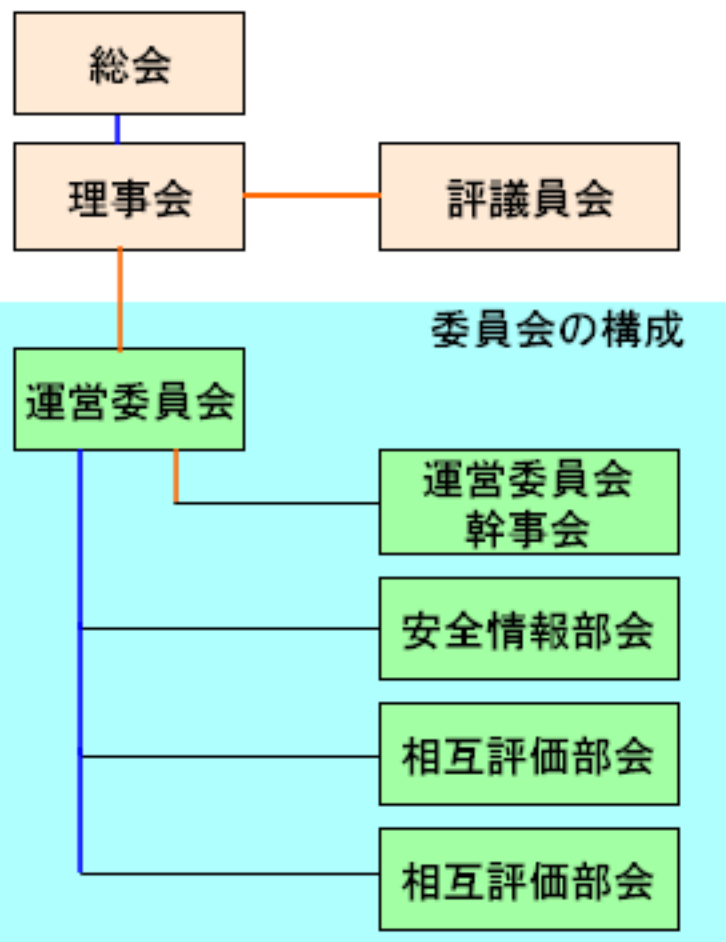 総会
理事会
評議員会
委員会の構成
運営委員会
運営委員会
幹事会
安全情報部会
相互評価部会
相互評価部会